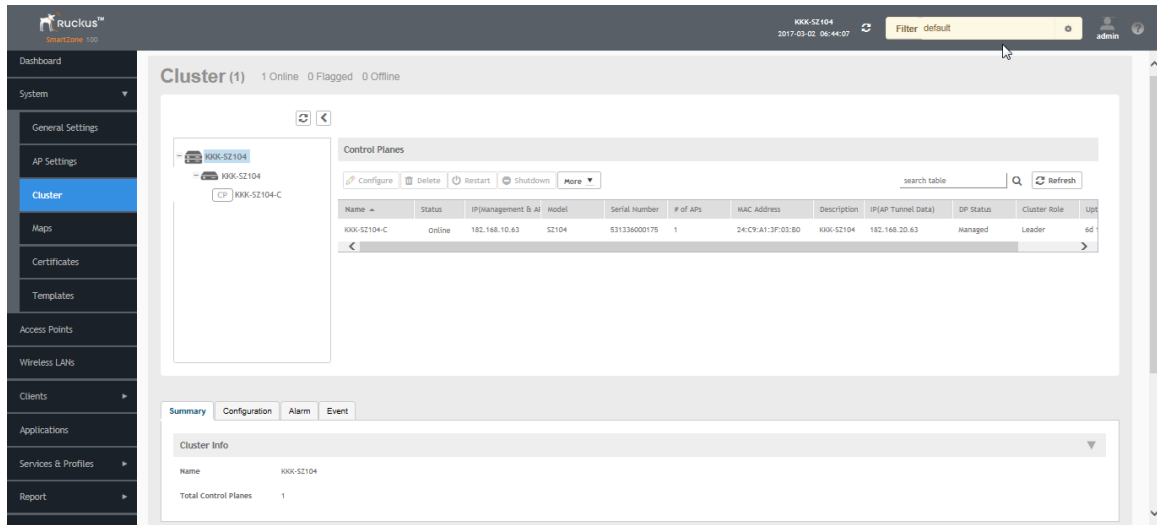 Ruckus™
SmartZone 100
KKK-SZ104
2017-03-02 06:44:07
Filter default
admin
Dashboard
System
General Settings
AP Settings
Cluster
Maps
Certificates
Templates
Access Points
Wireless LANs
Clients
Applications
Services & Profiles
Report
Cluster (1) 1 Online 0 Flagged 0 Offline
KKK-SZ104
KKK-SZ104
CP KKK-SZ104-C
Control Planes
Configure Delete Restart Shutdown More search table Refresh
Name Status IP(Management & AP Model Serial Number # of APs MAC Address Description IP(AP Tunnel Data) DP Status Cluster Role Upt
KKK-SZ104-C Online 182.168.10.63 SZ104 531336000175 1 24:C9:A1:3F:03:B0 KKK-SZ104 182.168.20.63 Managed Leader 6d
Summary Configuration Alarm Event
Cluster Info
Name KKK-SZ104
Total Control Planes 1